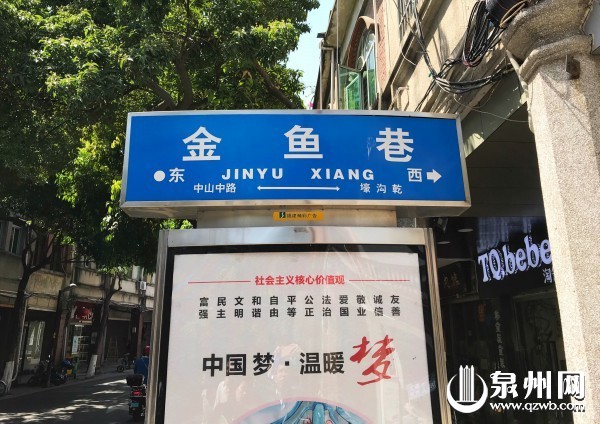 金鱼巷
东 JINYU XIANG 西
中山中路 壕沟乾
社会主义核心价值观
富民文和自平公法爱敬诚友
强主明谐由等正治国业信善
中国梦·温暖梦
TQbebe
泉州网
www.qzwb.com